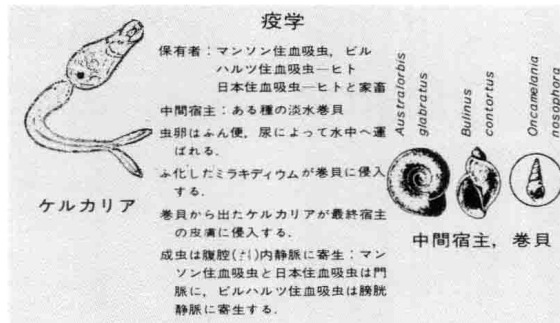 疫学
保有者：マンソン住血吸虫，ビル
ハルツ住血吸虫—ヒト
日本住血吸虫—ヒトと家畜
中間宿主：ある種の淡水巻貝
虫卵はふん便，尿によって水中へ運
ばれる．
ふ化したミラキディウムが巻貝に侵入
する．
巻貝から出たケルカリアが最終宿主
の皮膚に侵入する．
成虫は腹腔内静脈に寄生；マン
ソン住血吸虫と日本住血吸虫は門
脈に，ビルハルツ住血吸虫は膀胱
静脈に寄生する．
ケルカリア
Australorbis
glabratus
Bulinus
contortus
Oncamelania
nosophora
中間宿主，巻貝